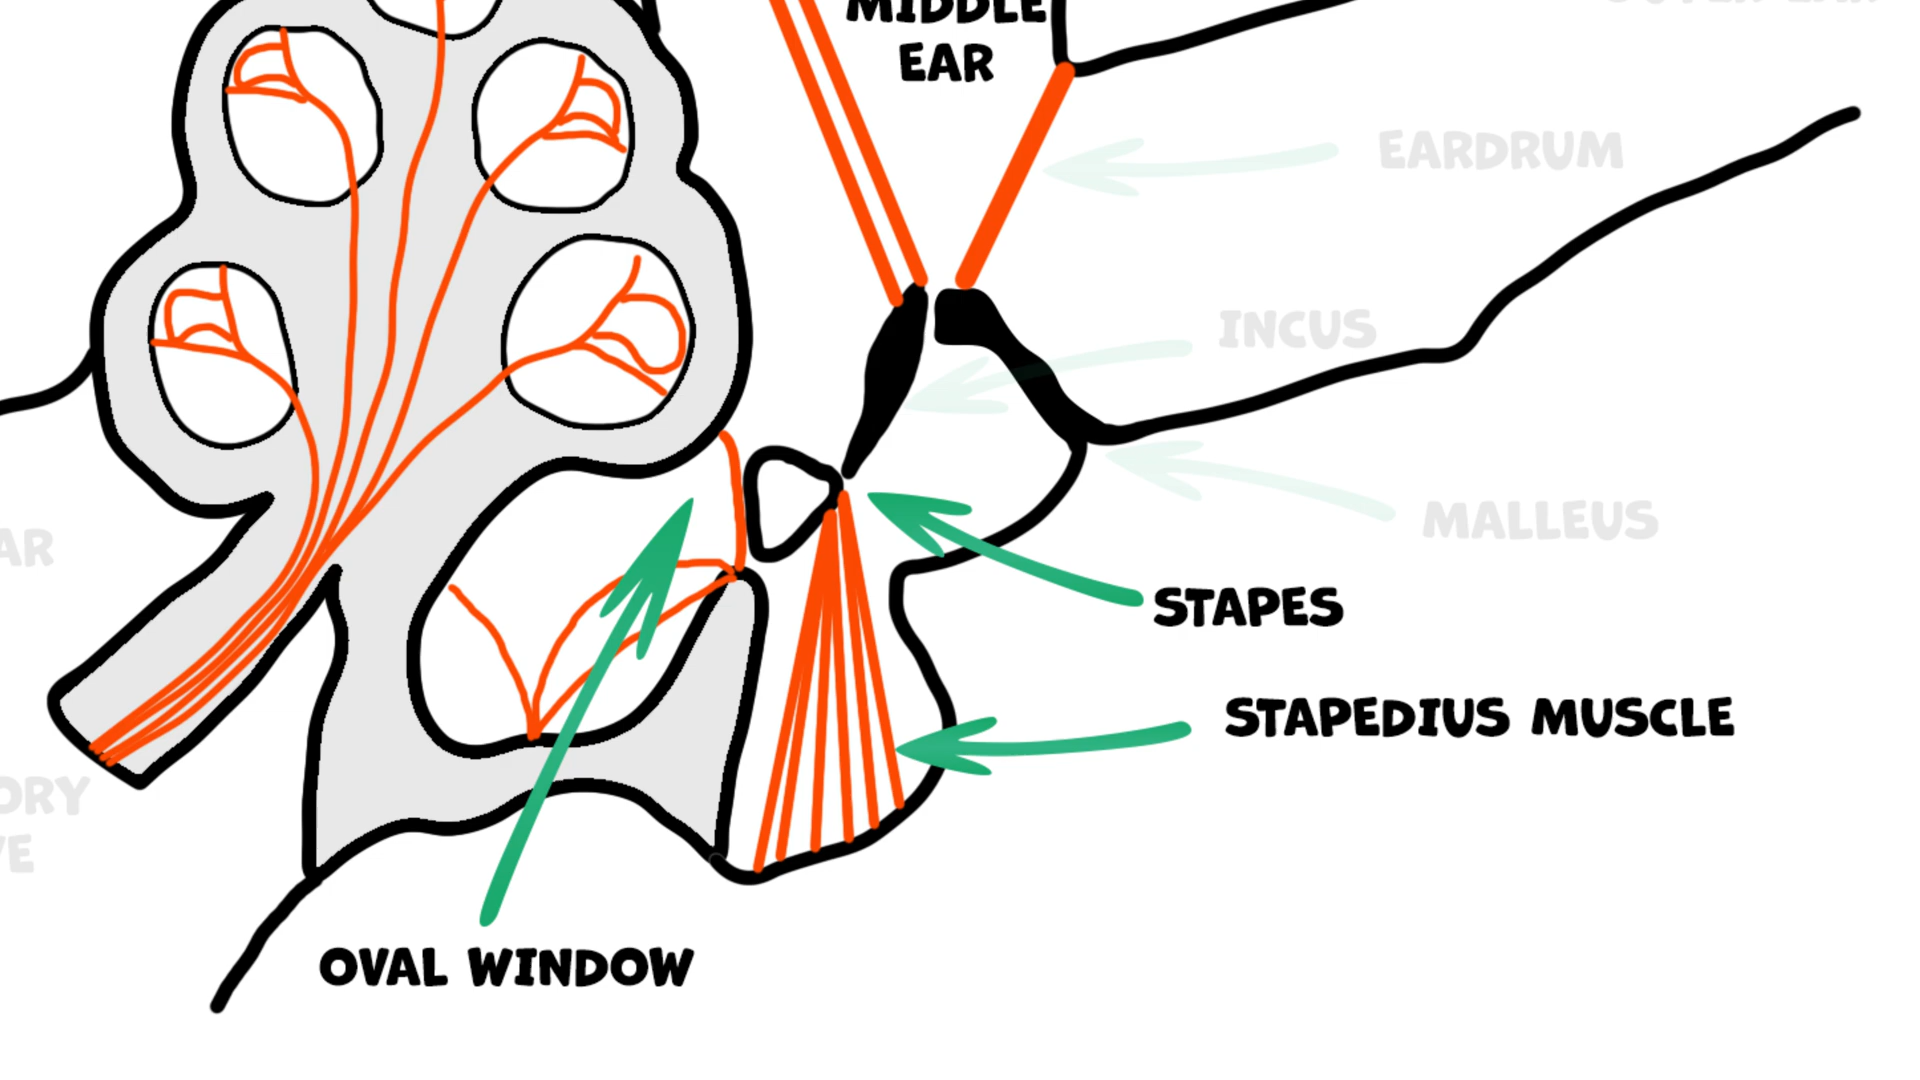 MIDDLE
EAR
EARDRUM
INCUS
MALLEUS
STAPES
STAPEDIUS MUSCLE
OVAL WINDOW